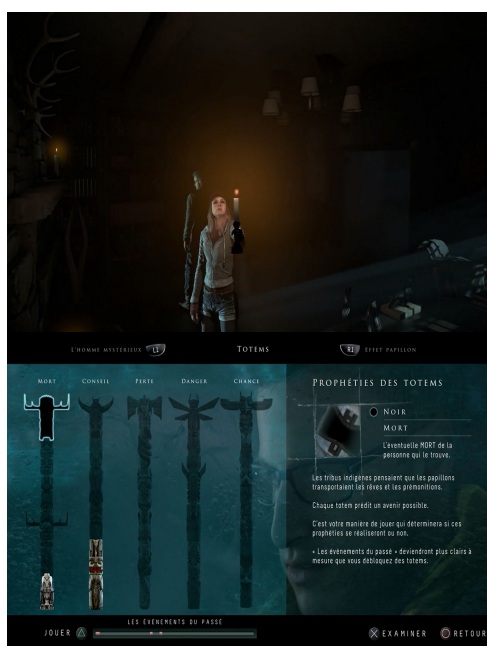 L'HOMME MYSTÉRIEUX L1 TOTEMS R1 EFFET PAPILLON
MORT CONSEIL PERTE DANGER CHANCE
PROPHÉTIES DES TOTEMS
NOIR
MORT
L'éventuelle MORT de la
personne qui le trouve.
Les tribus indigènes pensaient que les papillons
transportaient les rêves et les prémonitions.
Chaque totem prédit un avenir possible.
C'est votre manière de jouer qui déterminera si ces
prophéties se réaliseront ou non.
« Les évènements du passé » deviendront plus clairs à
mesure que vous débloquez des totems.
LES ÉVÉNEMENTS DU PASSÉ
JOUER
EXAMINER RETOUR